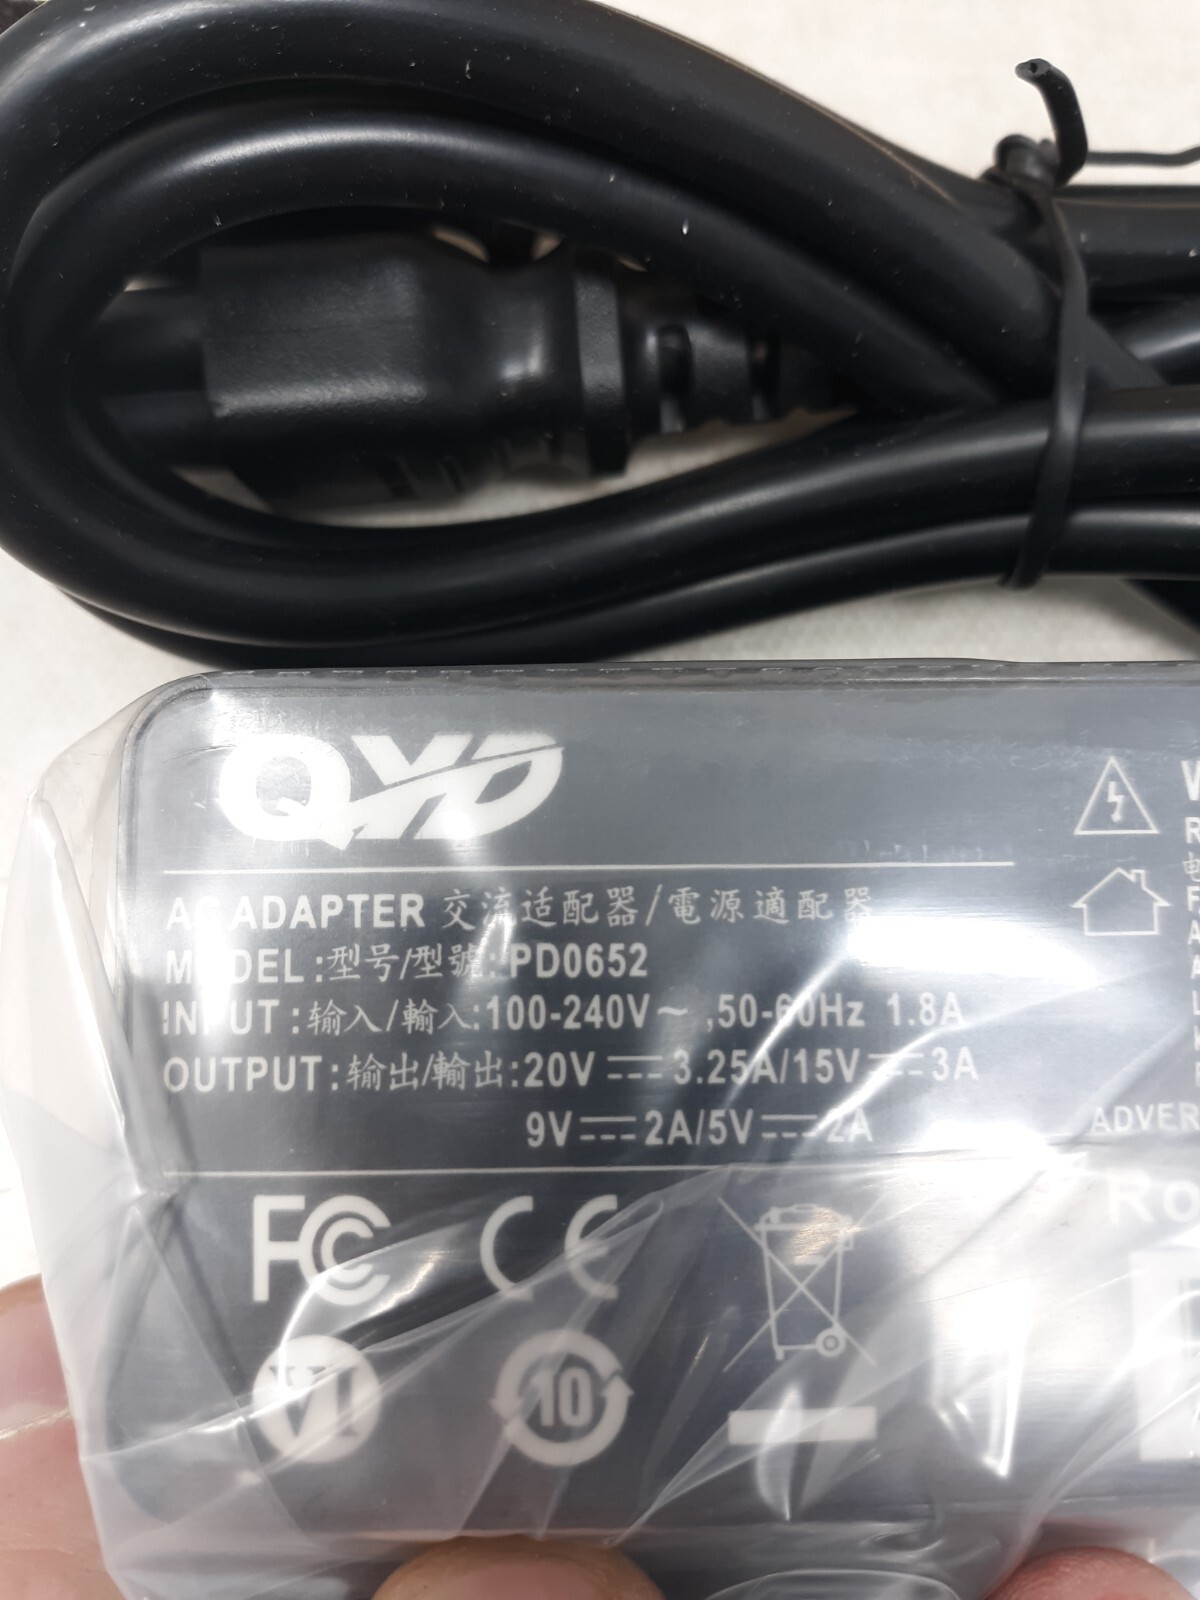 QYD
AC ADAPTER 交流适配器/電源適配器
MODEL:型号/型號: PD0652
INPUT:输入/輸入:100-240V~ ,50-60Hz 1.8A
OUTPUT:输出/輸出:20V⎓3.25A/15V⎓3A
9V⎓2A/5V⎓2A
FC CE
VI 10